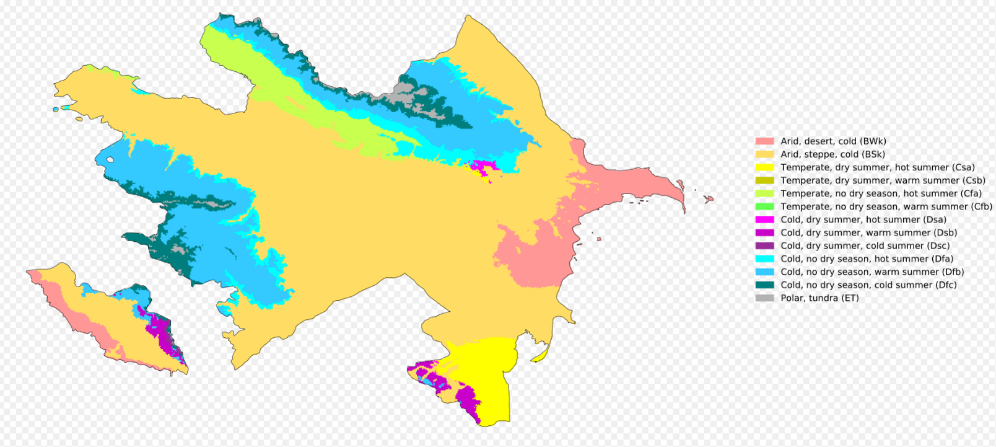 Arid, desert, cold (BWk)
Arid, steppe, cold (BSk)
Temperate, dry summer, hot summer (Csa)
Temperate, dry summer, warm summer (Csb)
Temperate, no dry season, hot summer (Cfa)
Temperate, no dry season, warm summer (Cfb)
Cold, dry summer, hot summer (Dsa)
Cold, dry summer, warm summer (Dsb)
Cold, dry summer, cold summer (Dsc)
Cold, no dry season, hot summer (Dfa)
Cold, no dry season, warm summer (Dfb)
Cold, no dry season, cold summer (Dfc)
Polar, tundra (ET)